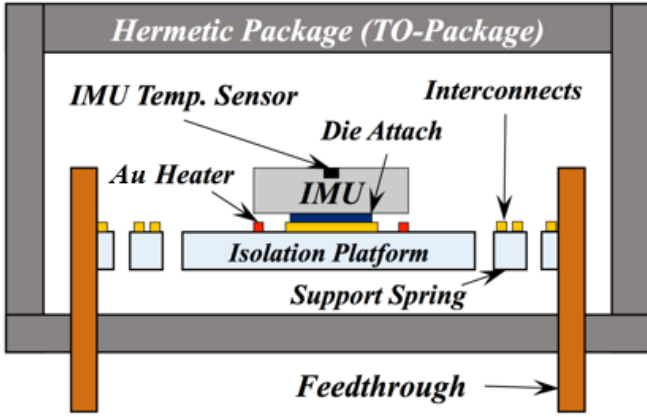 Hermetic Package (TO-Package)
IMU Temp. Sensor
Interconnects
Die Attach
Au Heater
IMU
Isolation Platform
Support Spring
Feedthrough